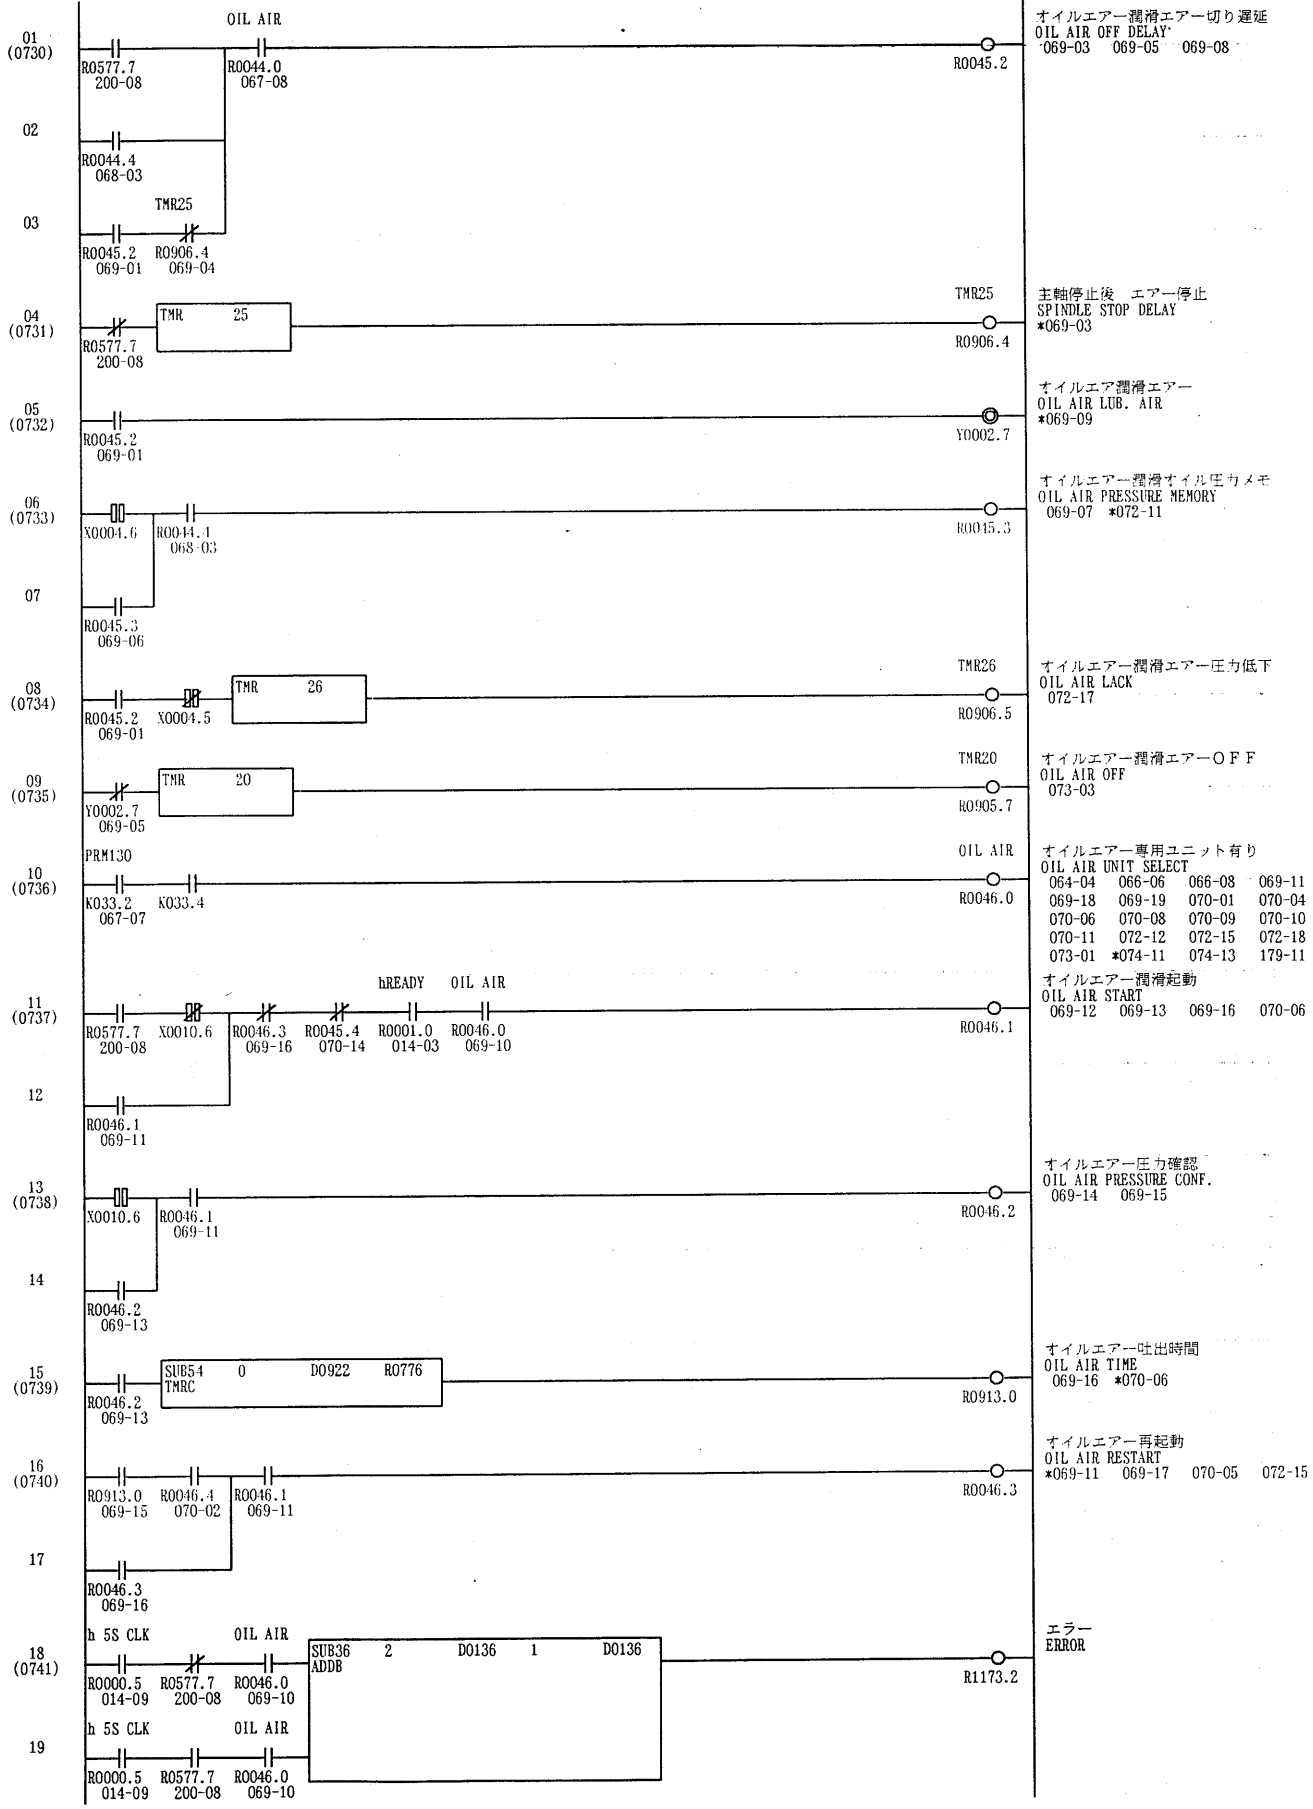 OIL AIR
01
(0730)
R0577.7
200-08
R0044.0
067-08
R0045.2
オイルエアー潤滑エアー切り遅延
OIL AIR OFF DELAY
069-03 069-05 069-08
02
R0044.4
068-03
TMR25
03
R0045.2
069-01
R0906.4
069-04
TMR25
04
(0731)
TMR 25
R0577.7
200-08
R0906.4
主軸停止後 エアー停止
SPINDLE STOP DELAY
*069-03
05
(0732)
R0045.2
069-01
Y0002.7
オイルエア潤滑エアー
OIL AIR LUB. AIR
*069-09
06
(0733)
X0004.6
R0044.4
068-03
R0045.3
オイルエアー潤滑オイル圧力メモ
OIL AIR PRESSURE MEMORY
069-07 *072-11
07
R0045.3
069-06
TMR26
08
(0734)
TMR 26
R0045.2
069-01
X0004.5
R0906.5
オイルエアー潤滑エアー圧力低下
OIL AIR LACK
072-17
TMR20
09
(0735)
TMR 20
Y0002.7
069-05
R0905.7
オイルエアー潤滑エアーOFF
OIL AIR OFF
073-03
PRM130
OIL AIR
10
(0736)
K033.2
067-07
K033.4
R0046.0
オイルエアー専用ユニット有り
OIL AIR UNIT SELECT
064-04 066-06 066-08 069-11
069-18 069-19 070-01 070-04
070-06 070-08 070-09 070-10
070-11 072-12 072-15 072-18
073-01 *074-11 074-13 179-11
hREADY OIL AIR
11
(0737)
R0577.7
200-08
X0010.6
R0046.3
069-16
R0045.4
070-14
R0001.0
014-03
R0046.0
069-10
R0046.1
オイルエアー潤滑起動
OIL AIR START
069-12 069-13 069-16 070-06
12
R0046.1
069-11
13
(0738)
X0010.6
R0046.1
069-11
R0046.2
オイルエアー圧力確認
OIL AIR PRESSURE CONF.
069-14 069-15
14
R0046.2
069-13
15
(0739)
SUB54 0 D0922 R0776
TMRC
R0046.2
069-13
R0913.0
オイルエアー吐出時間
OIL AIR TIME
069-16 *070-06
16
(0740)
R0913.0
069-15
R0046.4
070-02
R0046.1
069-11
R0046.3
オイルエアー再起動
OIL AIR RESTART
*069-11 069-17 070-05 072-15
17
R0046.3
069-16
h 5S CLK OIL AIR
18
(0741)
SUB36 2 D0136 1 D0136
ADDB
R0000.5
014-09
R0577.7
200-08
R0046.0
069-10
R1173.2
エラー
ERROR
h 5S CLK OIL AIR
19
R0000.5
014-09
R0577.7
200-08
R0046.0
069-10